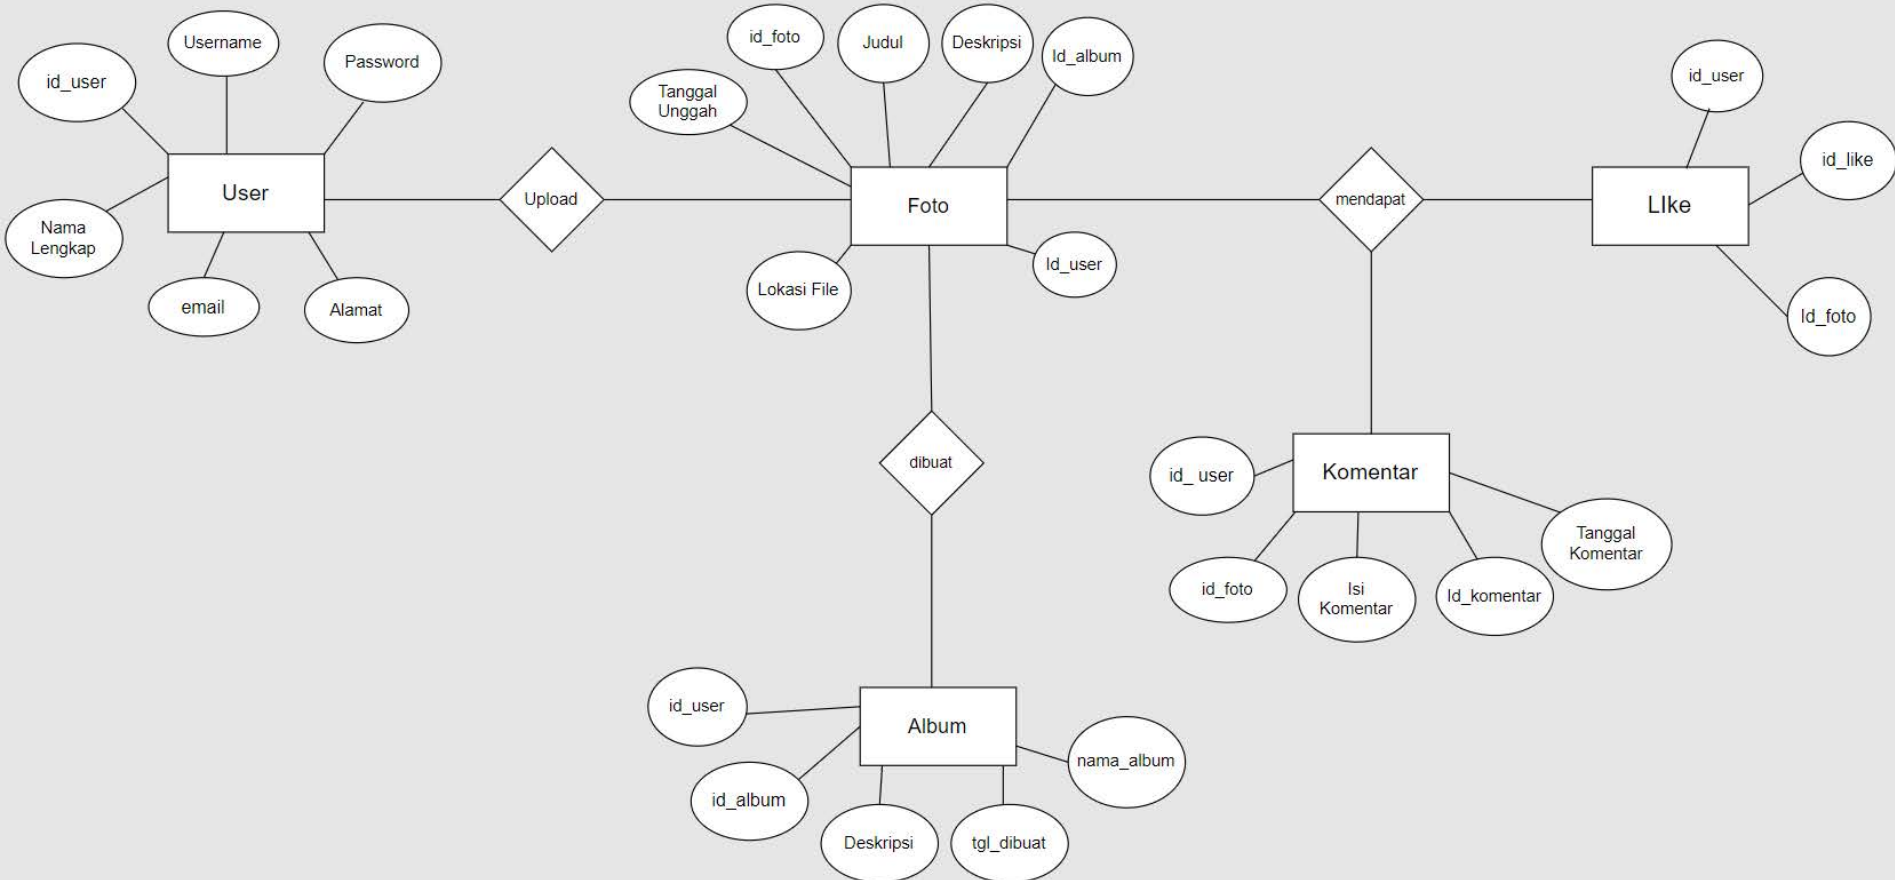 id_user
Username
Password
User
Nama
Lengkap
email
Alamat
Upload
Tanggal
Unggah
id_foto
Judul
Deskripsi
Id_album
Foto
Lokasi File
Id_user
mendapat
id_user
id_like
LIke
Id_foto
dibuat
id_ user
Komentar
Tanggal
Komentar
id_foto
Isi
Komentar
Id_komentar
id_user
Album
nama_album
id_album
Deskripsi
tgl_dibuat